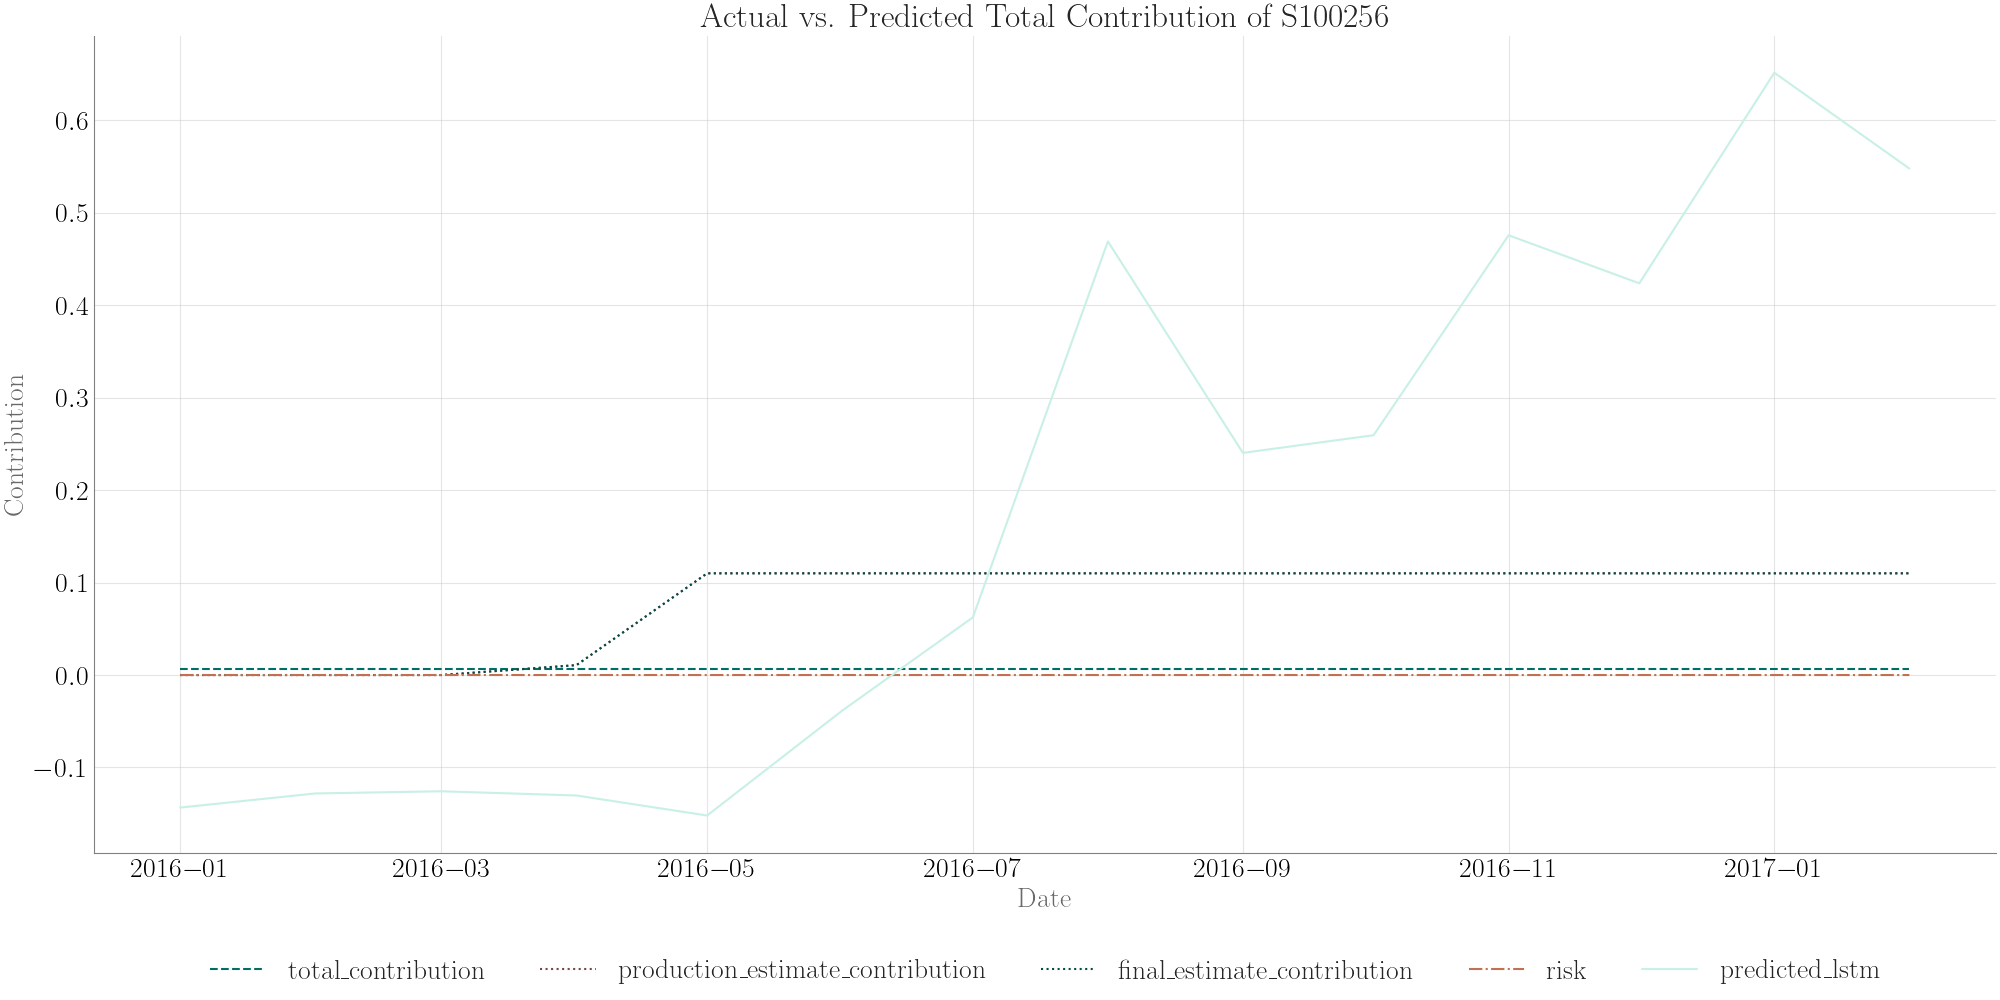 Actual vs. Predicted Total Contribution of S100256
Contribution
0.6
0.5
0.4
0.3
0.2
0.1
0.0
−0.1
2016−01 2016−03 2016−05 2016−07 2016−09 2016−11 2017−01
Date
total_contribution production_estimate_contribution final_estimate_contribution risk predicted_lstm